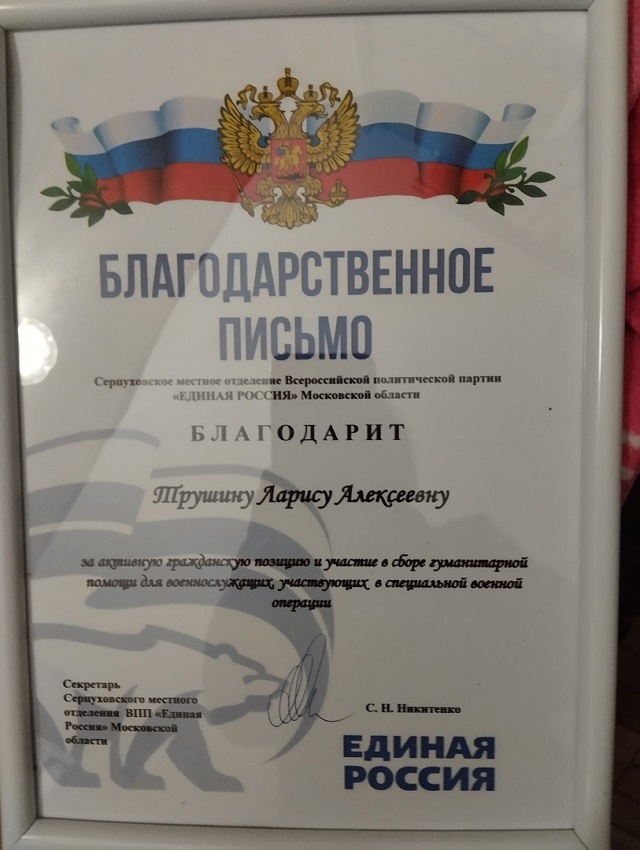 БЛАГОДАРСТВЕННОЕ
ПИСЬМО
Серпуховское местное отделение Всероссийской политической партии
«ЕДИНАЯ РОССИЯ» Московской области
БЛАГОДАРИТ
Трушину Ларису Алексеевну
за активную гражданскую позицию и участие в сборе гуманитарной
помощи для военнослужащих, участвующих в специальной военной
операции
Секретарь
Серпуховского местного
отделения ВПП «Единая
Россия» Московской
области
С. Н. Никитенко
ЕДИНАЯ
РОССИЯ